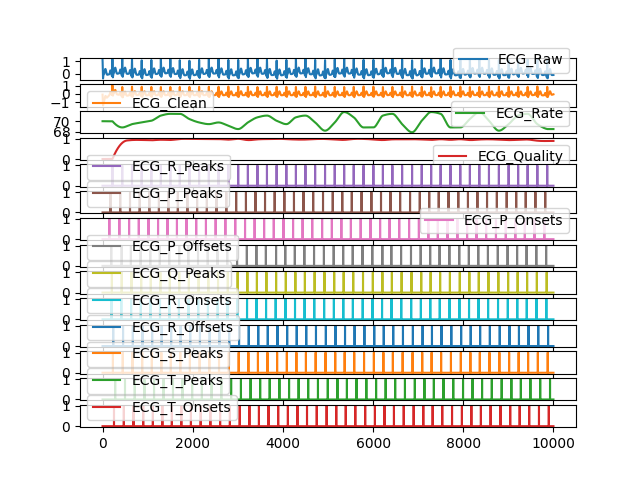 1
0
ECG_Raw
0
−1
ECG_Clean
70
68
ECG_Rate
1
0
ECG_Quality
1
0
ECG_R_Peaks
1
0
ECG_P_Peaks
1
0
ECG_P_Onsets
1
0
ECG_P_Offsets
1
0
ECG_Q_Peaks
1
0
ECG_R_Onsets
1
0
ECG_R_Offsets
1
0
ECG_S_Peaks
1
0
ECG_T_Peaks
1
0
ECG_T_Onsets
0 2000 4000 6000 8000 10000